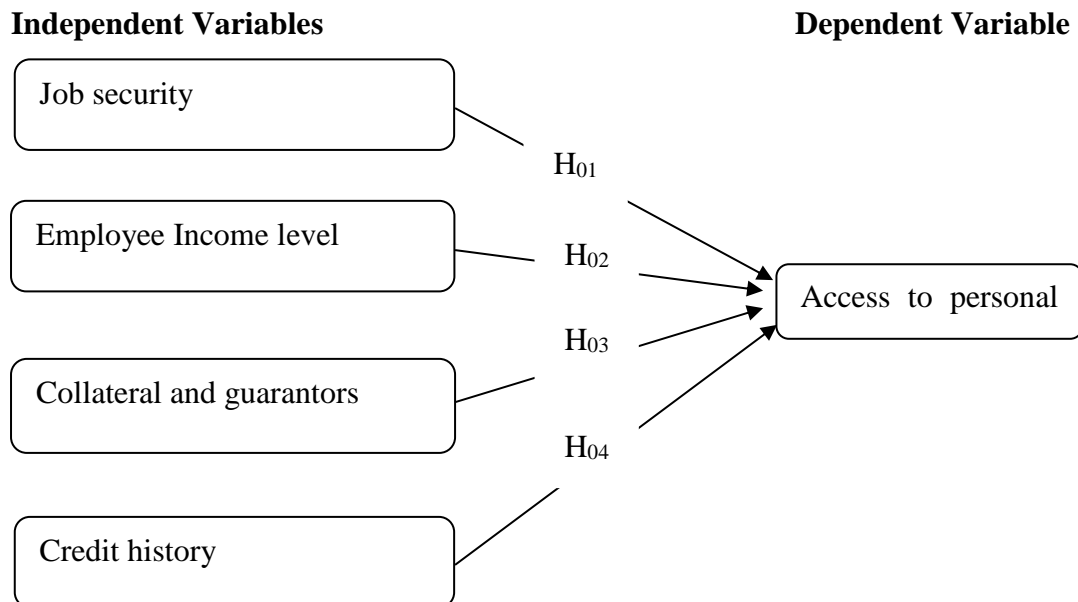 Independent Variables
Dependent Variable
Job security
H01
Employee Income level
H02
Access to personal
H03
Collateral and guarantors
H04
Credit history